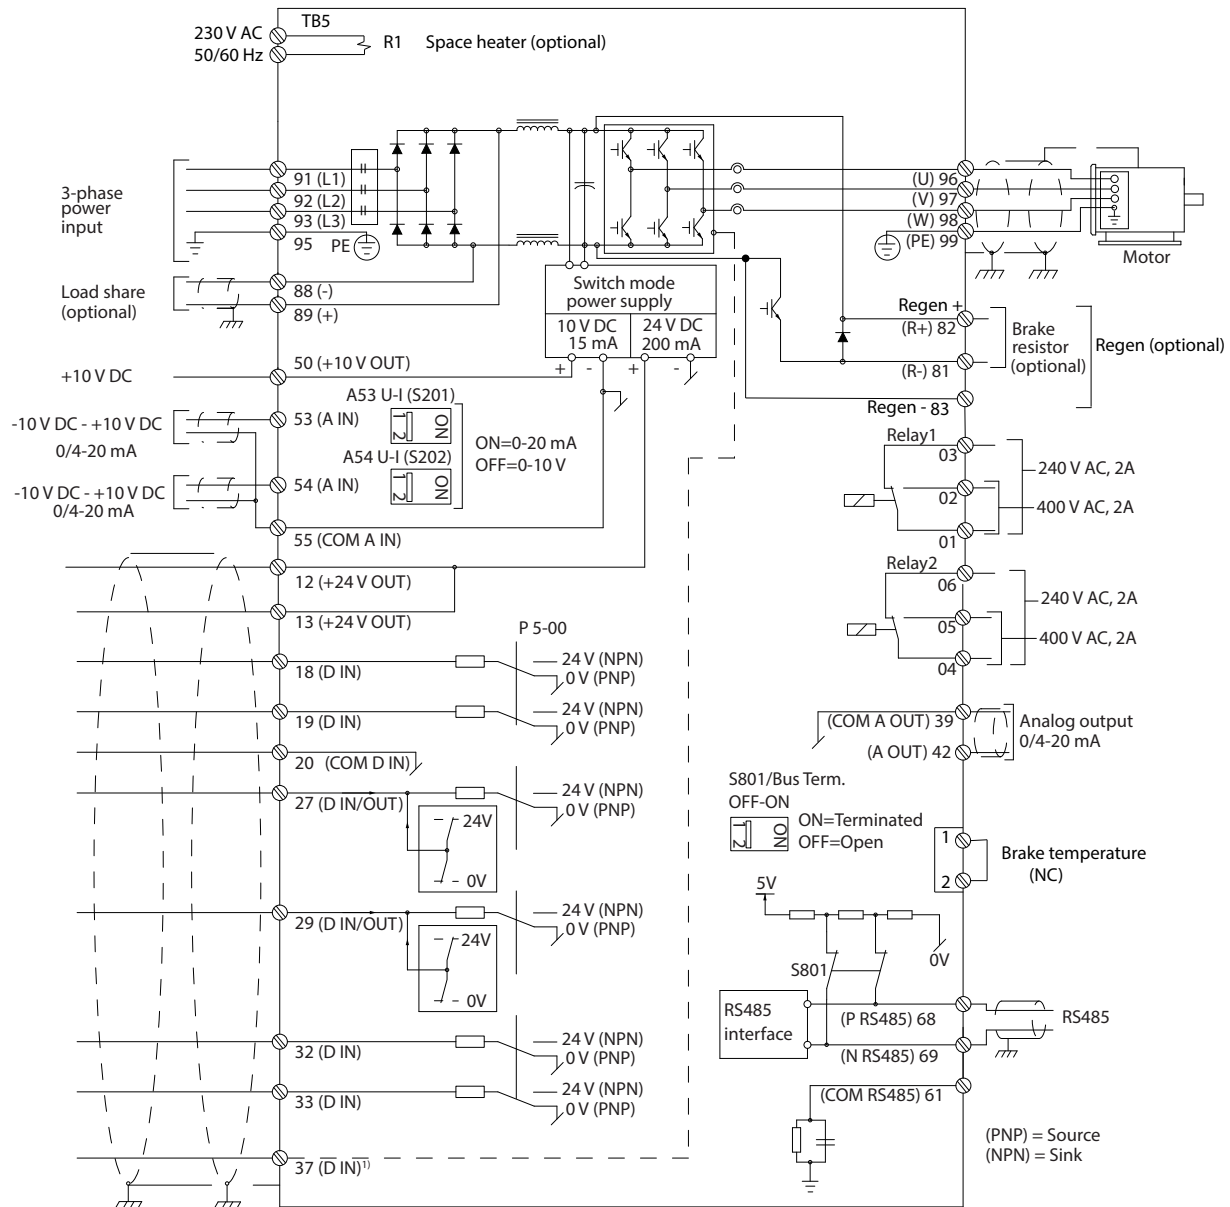 TB5
230 V AC
50/60 Hz
R1
Space heater (optional)
3-phase
power
input
91 (L1)
92 (L2)
93 (L3)
95
PE
(U) 96
(V) 97
(W) 98
(PE) 99
Motor
Load share
(optional)
88 (-)
89 (+)
Switch mode
power supply
10 V DC
15 mA
24 V DC
200 mA
+
-
+
-
Regen +
(R+) 82
(R-) 81
Regen - 83
Brake
resistor
(optional)
Regen (optional)
+10 V DC
50 (+10 V OUT)
-10 V DC - +10 V DC
0/4-20 mA
53 (A IN)
-10 V DC - +10 V DC
0/4-20 mA
54 (A IN)
55 (COM A IN)
A53 U-I (S201)
1
2
ON
A54 U-I (S202)
1
2
ON
ON=0-20 mA
OFF=0-10 V
Relay1
03
02
01
240 V AC, 2A
400 V AC, 2A
Relay2
06
05
04
240 V AC, 2A
400 V AC, 2A
12 (+24 V OUT)
13 (+24 V OUT)
P 5-00
18 (D IN)
24 V (NPN)
0 V (PNP)
19 (D IN)
24 V (NPN)
0 V (PNP)
20 (COM D IN)
27 (D IN/OUT)
24 V (NPN)
0 V (PNP)
24V
0V
29 (D IN/OUT)
24 V (NPN)
0 V (PNP)
24V
0V
32 (D IN)
24 V (NPN)
0 V (PNP)
33 (D IN)
24 V (NPN)
0 V (PNP)
37 (D IN)1)
(COM A OUT) 39
(A OUT) 42
Analog output
0/4-20 mA
S801/Bus Term.
OFF-ON
1
2
ON
ON=Terminated
OFF=Open
1
2
Brake temperature
(NC)
5V
0V
S801
RS485
interface
(P RS485) 68
(N RS485) 69
RS485
(COM RS485) 61
(PNP) = Source
(NPN) = Sink